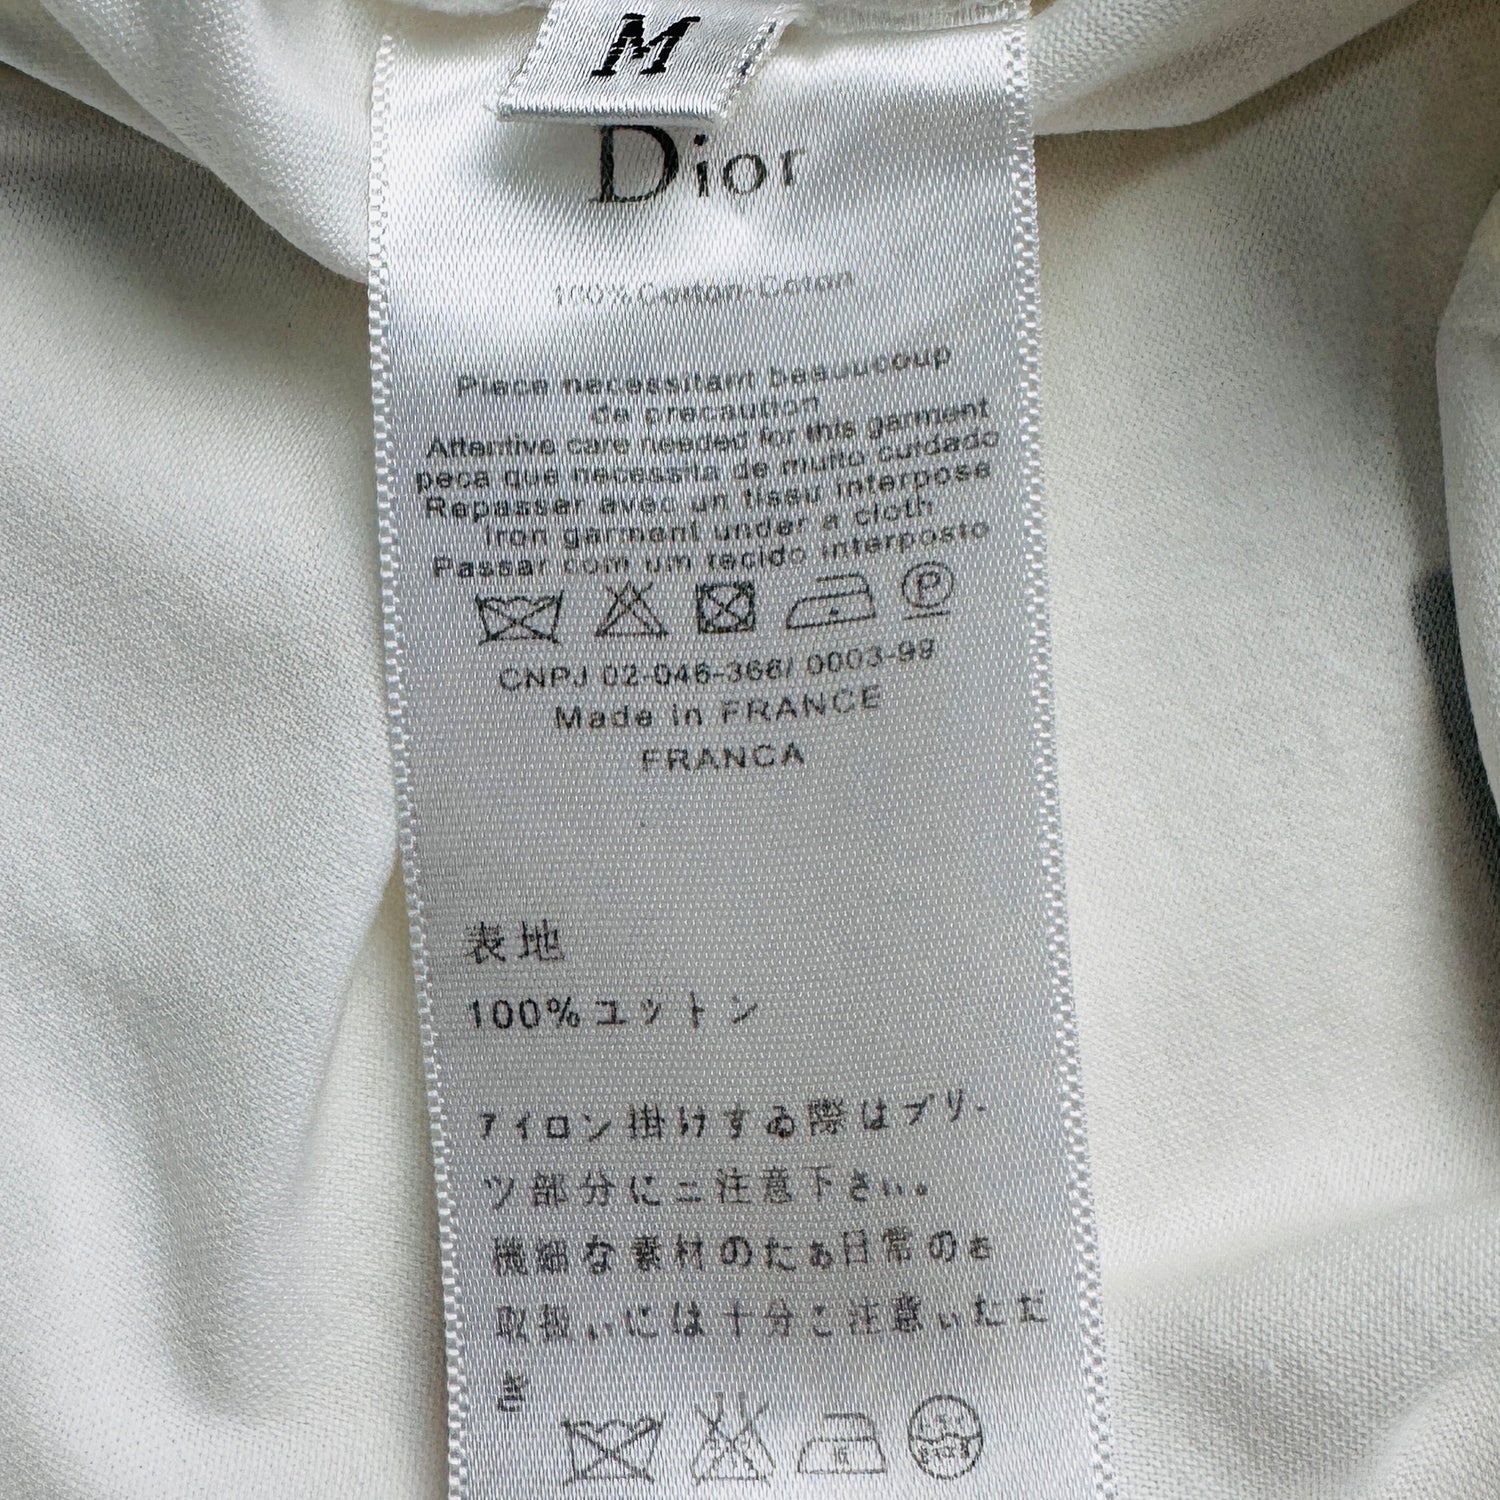 M
Dior
100% Cotton-Coton
Piece necessitant beauucoup
de precaution
Attentive care needed for this garment
peca que necessita de muito cuidado
Repasser avec un tissu interpose
Iron garment under a cloth
Passar com um tecido interposto
P
CNPJ 02-046-366/ 0003-99
Made in FRANCE
FRANCA
表地
100%コットン
アイロン掛けする際はプリ-
ツ部分にニ注意下さい。
機細な素材のため日常のお
取扱いには十分ご注意いただ
き